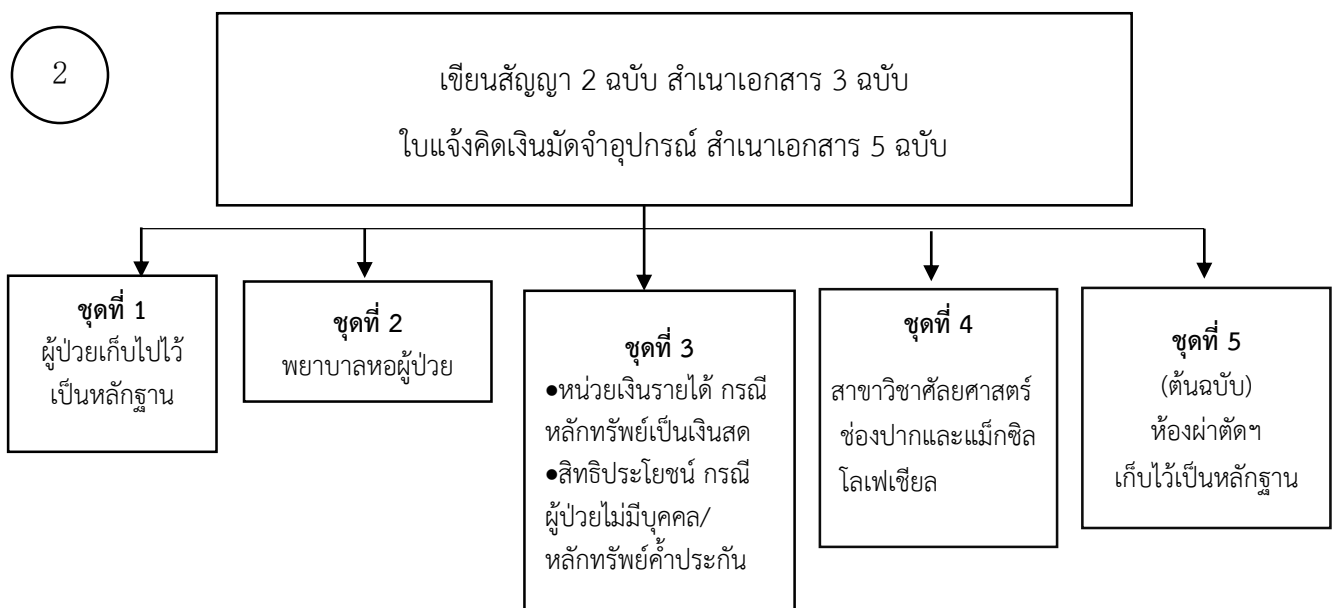 2
เขียนสัญญา 2 ฉบับ สำเนาเอกสาร 3 ฉบับ
ใบแจ้งคิดเงินมัดจำอุปกรณ์ สำเนาเอกสาร 5 ฉบับ
ชุดที่ 1
ผู้ป่วยเก็บไปไว้
เป็นหลักฐาน
ชุดที่ 2
พยาบาลหอผู้ป่วย
ชุดที่ 3
●หน่วยเงินรายได้ กรณี
หลักทรัพย์เป็นเงินสด
●สิทธิประโยชน์ กรณี
ผู้ป่วยไม่มีบุคคล/
หลักทรัพย์ค้ำประกัน
ชุดที่ 4
สาขาวิชาศัลยศาสตร์
ช่องปากและแม็กซิล
โลเฟเชียล
ชุดที่ 5
(ต้นฉบับ)
ห้องผ่าตัดฯ
เก็บไว้เป็นหลักฐาน